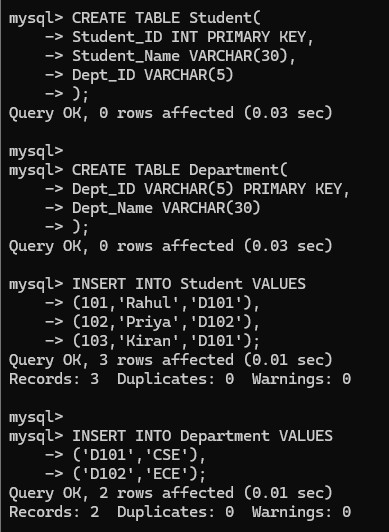 mysql> CREATE TABLE Student(
    -> Student_ID INT PRIMARY KEY,
    -> Student_Name VARCHAR(30),
    -> Dept_ID VARCHAR(5)
    -> );
Query OK, 0 rows affected (0.03 sec)

mysql>
mysql> CREATE TABLE Department(
    -> Dept_ID VARCHAR(5) PRIMARY KEY,
    -> Dept_Name VARCHAR(30)
    -> );
Query OK, 0 rows affected (0.03 sec)

mysql> INSERT INTO Student VALUES
    -> (101,'Rahul','D101'),
    -> (102,'Priya','D102'),
    -> (103,'Kiran','D101');
Query OK, 3 rows affected (0.01 sec)
Records: 3  Duplicates: 0  Warnings: 0

mysql>
mysql> INSERT INTO Department VALUES
    -> ('D101','CSE'),
    -> ('D102','ECE');
Query OK, 2 rows affected (0.01 sec)
Records: 2  Duplicates: 0  Warnings: 0